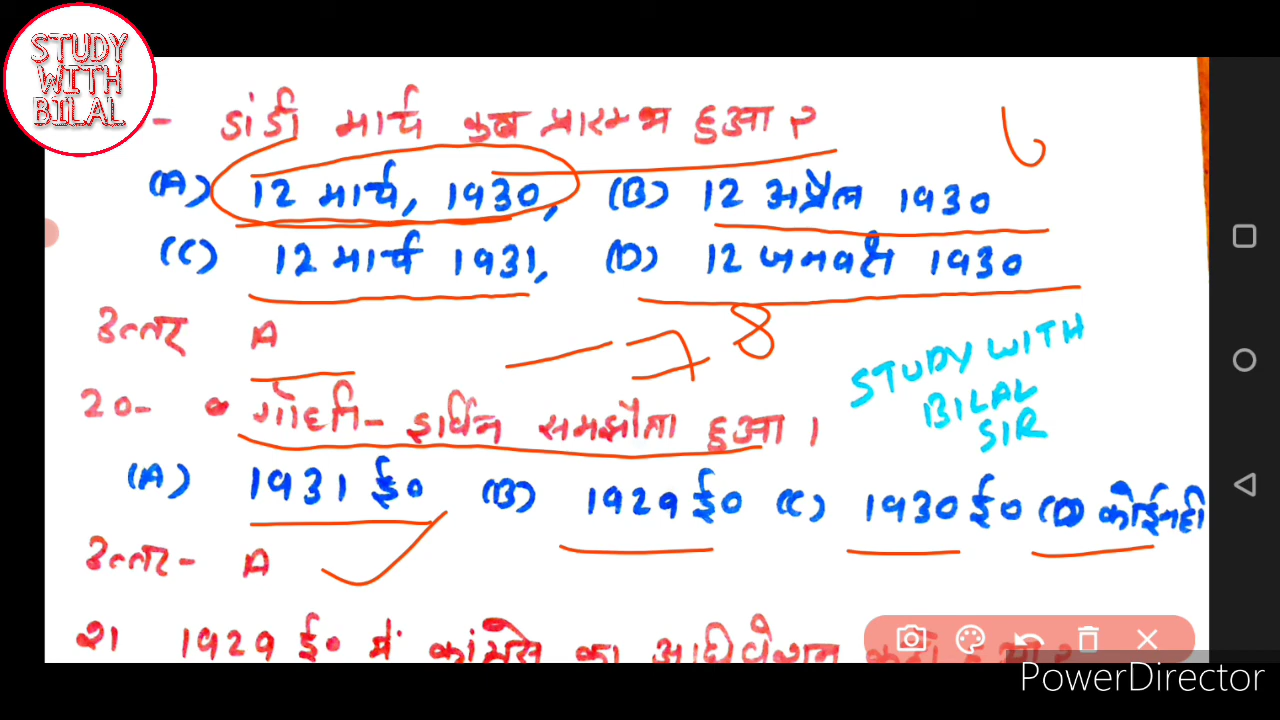 STUDY
WITH
BILAL
- डांडी मार्च कब प्रारम्भ हुआ ?
(A) 12 मार्च, 1930, (B) 12 अप्रैल 1930
(C) 12 मार्च 1931, (D) 12 जनवरी 1930
उत्तर A
7 8
STUDY WITH
BILAL
SIR
20- गाँधी- इर्विन समझौता हुआ ।
(A) 1931 ई० (B) 1929 ई० (C) 1930 ई० (D) कोई नही
उत्तर- A
21 1929 ई० में कांग्रेस का अधिवेशन
PowerDirector